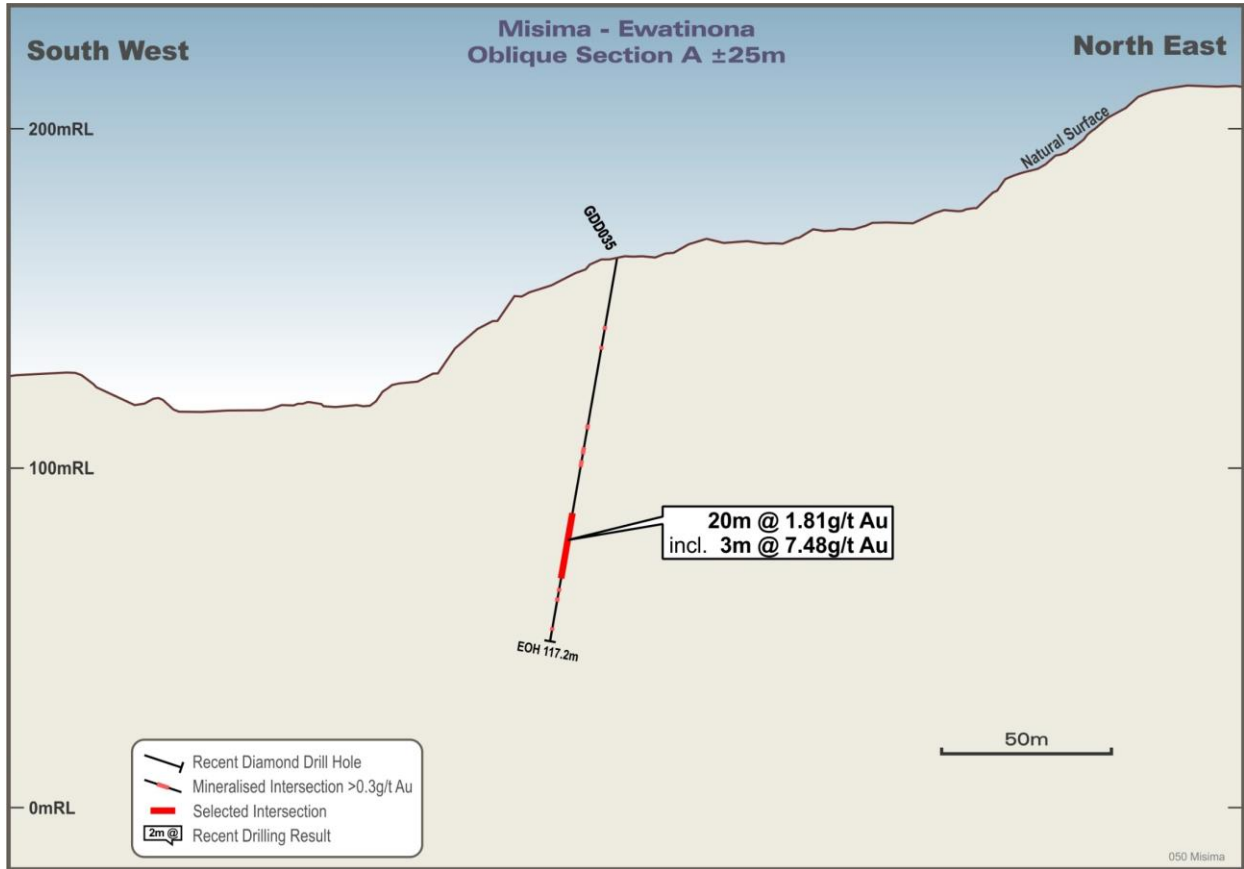 Misima - Ewatinona
Oblique Section A ±25m
South West
North East
200mRL
Natural Surface
GDD035
100mRL
20m @ 1.81g/t Au
incl. 3m @ 7.48g/t Au
EOH 117.2m
50m
0mRL
Recent Diamond Drill Hole
Mineralised Intersection >0.3g/t Au
Selected Intersection
2m @ Recent Drilling Result
050 Misima